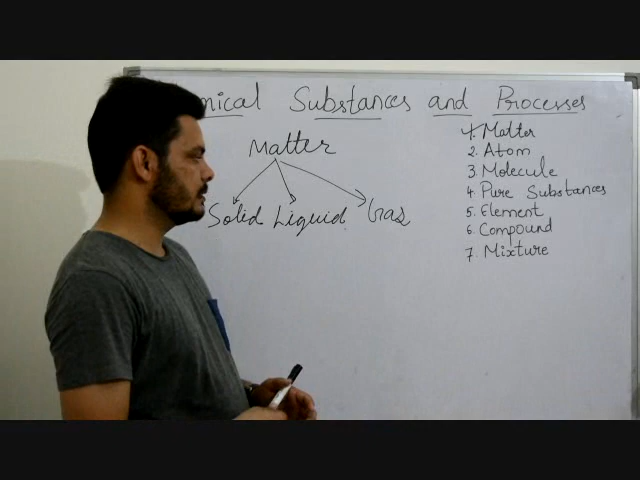 mical Substances and Processes
Matter
Solid Liquid Gas
1. Matter
2. Atom
3. Molecule
4. Pure Substances
5. Element
6. Compound
7. Mixture